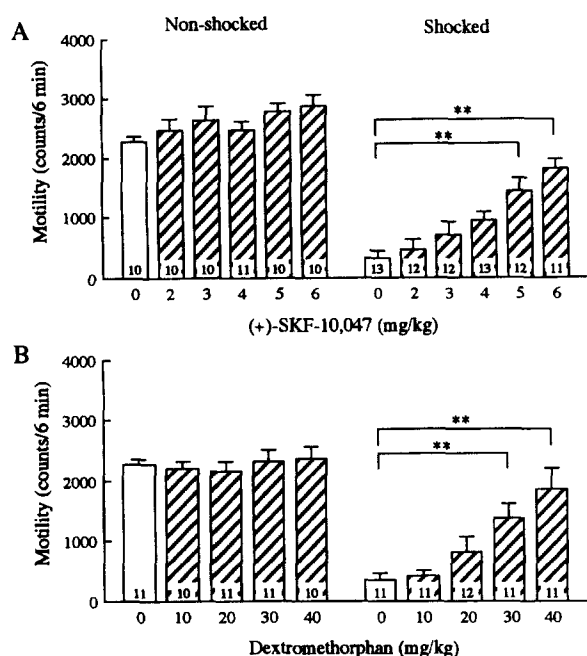 A
Non-shocked
Shocked
Motility (counts/6 min)
4000
3000
2000
1000
0
**
**
10 10 10 11 10 10
13 12 12 13 12 11
0 2 3 4 5 6
0 2 3 4 5 6
(+)-SKF-10,047 (mg/kg)
B
Motility (counts/6 min)
4000
3000
2000
1000
0
**
**
11 10 11 11 10
11 11 12 11 11
0 10 20 30 40
0 10 20 30 40
Dextromethorphan (mg/kg)